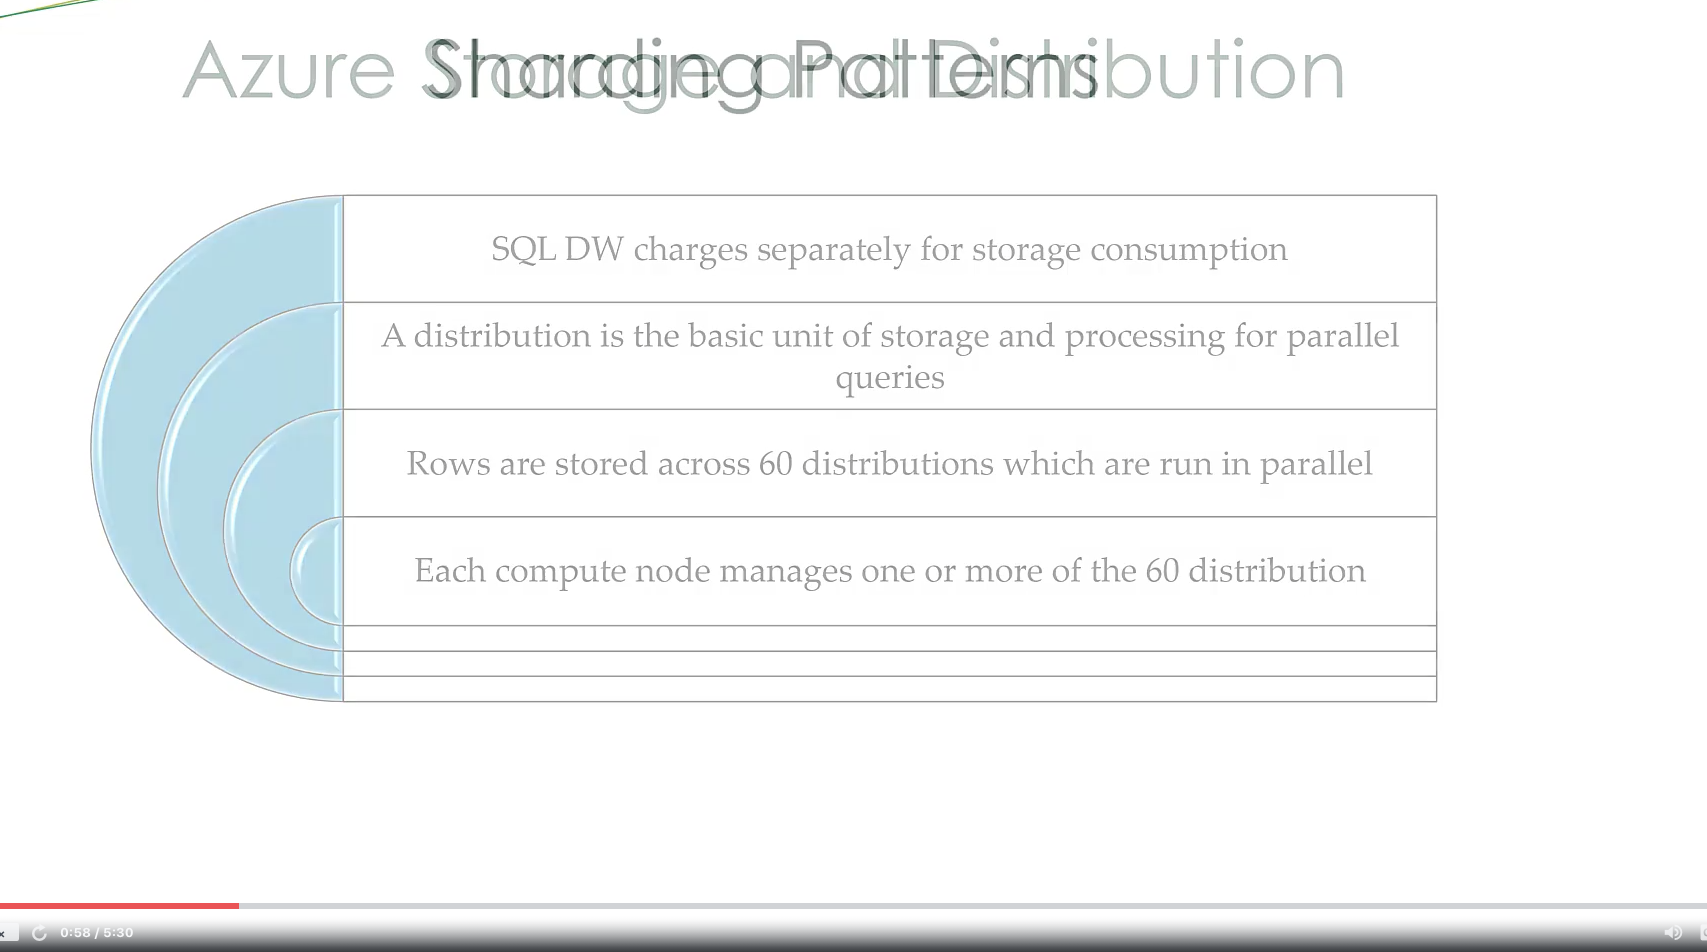 Azure Storage and Distribution
Sharding Patterns
SQL DW charges separately for storage consumption
A distribution is the basic unit of storage and processing for parallel
queries
Rows are stored across 60 distributions which are run in parallel
Each compute node manages one or more of the 60 distribution
x
0:58 / 5:30